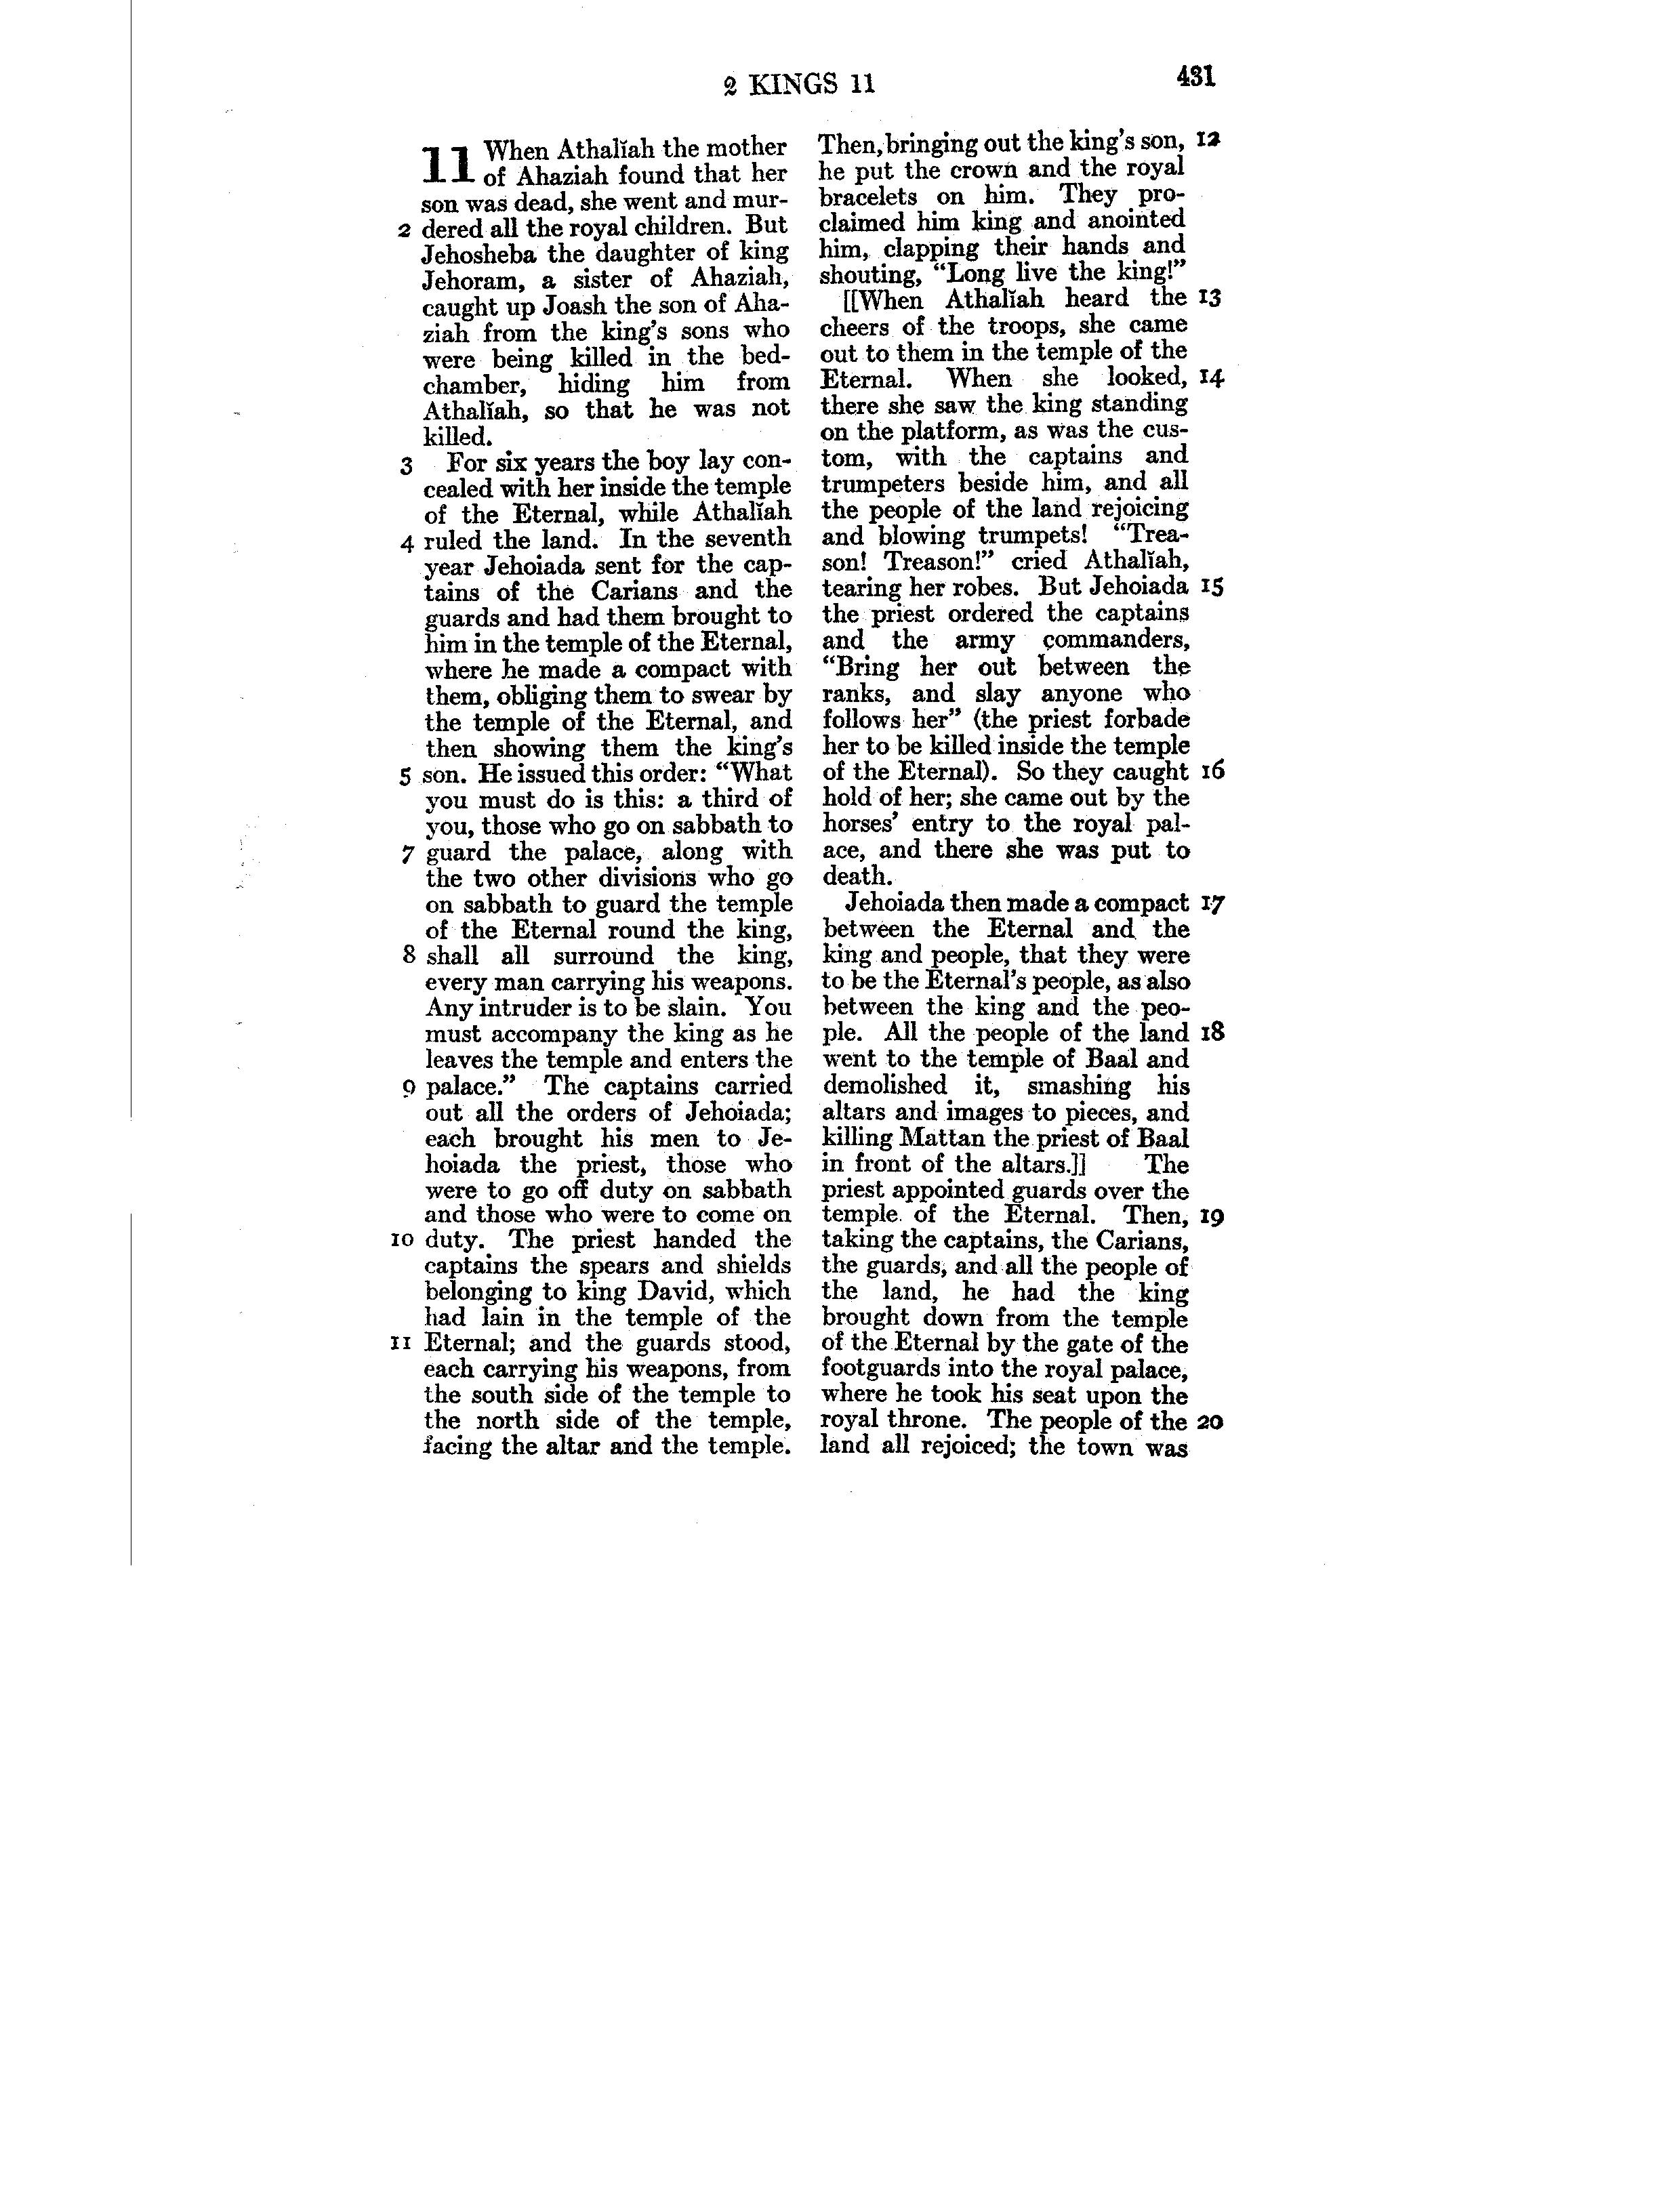 2 KINGS 11
431
11 When Athalĭah the mother
of Ahaziah found that her
son was dead, she went and mur-
2 dered all the royal children. But
Jehosheba the daughter of king
Jehoram, a sister of Ahaziah,
caught up Joash the son of Aha-
ziah from the king's sons who
were being killed in the bed-
chamber, hiding him from
Athalĭah, so that he was not
killed.
3 For six years the boy lay con-
cealed with her inside the temple
of the Eternal, while Athalĭah
4 ruled the land. In the seventh
year Jehoiada sent for the cap-
tains of the Carians and the
guards and had them brought to
him in the temple of the Eternal,
where he made a compact with
them, obliging them to swear by
the temple of the Eternal, and
then showing them the king's
5 son. He issued this order: “What
you must do is this: a third of
you, those who go on sabbath to
7 guard the palace, along with
the two other divisions who go
on sabbath to guard the temple
of the Eternal round the king,
8 shall all surround the king,
every man carrying his weapons.
Any intruder is to be slain. You
must accompany the king as he
leaves the temple and enters the
9 palace.” The captains carried
out all the orders of Jehoiada;
each brought his men to Je-
hoiada the priest, those who
were to go off duty on sabbath
and those who were to come on
10 duty. The priest handed the
captains the spears and shields
belonging to king David, which
had lain in the temple of the
11 Eternal; and the guards stood,
each carrying his weapons, from
the south side of the temple to
the north side of the temple,
facing the altar and the temple.
Then, bringing out the king's son, 12
he put the crown and the royal
bracelets on him. They pro-
claimed him king and anointed
him, clapping their hands and
shouting, “Long live the king!”
[[When Athalĭah heard the 13
cheers of the troops, she came
out to them in the temple of the
Eternal. When she looked, 14
there she saw the king standing
on the platform, as was the cus-
tom, with the captains and
trumpeters beside him, and all
the people of the land rejoicing
and blowing trumpets! “Trea-
son! Treason!” cried Athalĭah,
tearing her robes. But Jehoiada 15
the priest ordered the captains
and the army commanders,
“Bring her out between the
ranks, and slay anyone who
follows her” (the priest forbade
her to be killed inside the temple
of the Eternal). So they caught 16
hold of her; she came out by the
horses' entry to the royal pal-
ace, and there she was put to
death.
Jehoiada then made a compact 17
between the Eternal and the
king and people, that they were
to be the Eternal's people, as also
between the king and the peo-
ple. All the people of the land 18
went to the temple of Baal and
demolished it, smashing his
altars and images to pieces, and
killing Mattan the priest of Baal
in front of the altars.]] The
priest appointed guards over the
temple of the Eternal. Then, 19
taking the captains, the Carians,
the guards, and all the people of
the land, he had the king
brought down from the temple
of the Eternal by the gate of the
footguards into the royal palace,
where he took his seat upon the
royal throne. The people of the 20
land all rejoiced; the town was